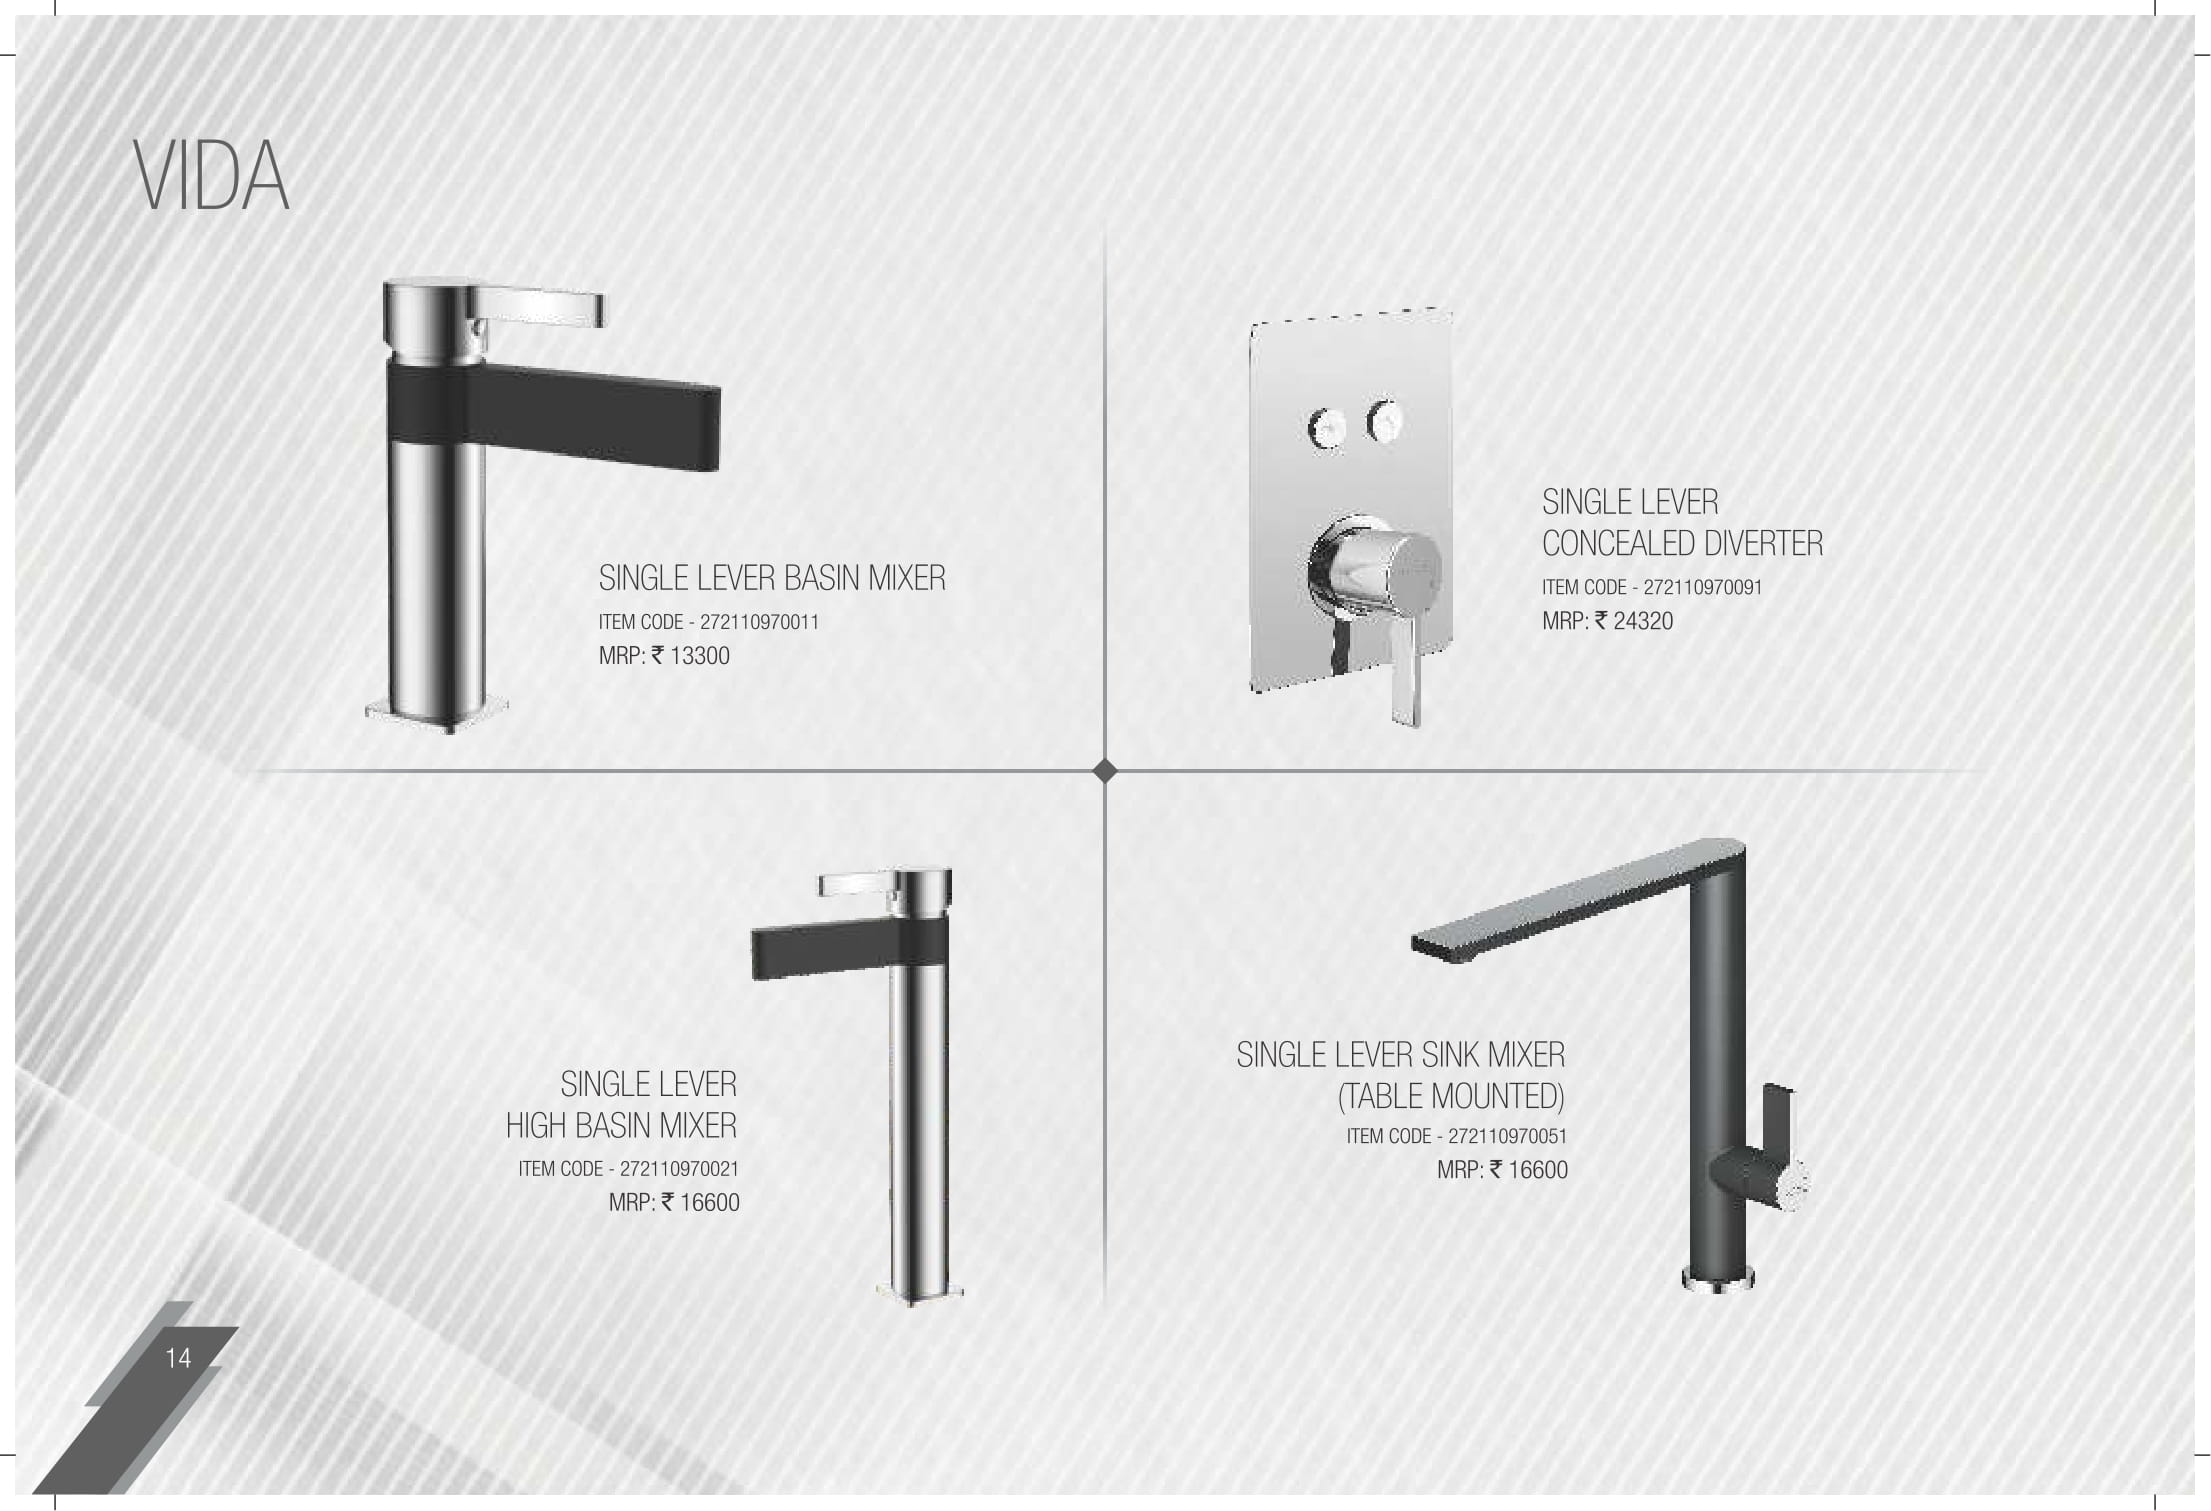 VIDA
SINGLE LEVER BASIN MIXER
ITEM CODE - 272110970011
MRP: ₹ 13300
SINGLE LEVER
CONCEALED DIVERTER
ITEM CODE - 272110970091
MRP: ₹ 24320
SINGLE LEVER
HIGH BASIN MIXER
ITEM CODE - 272110970021
MRP: ₹ 16600
SINGLE LEVER SINK MIXER
(TABLE MOUNTED)
ITEM CODE - 272110970051
MRP: ₹ 16600
14